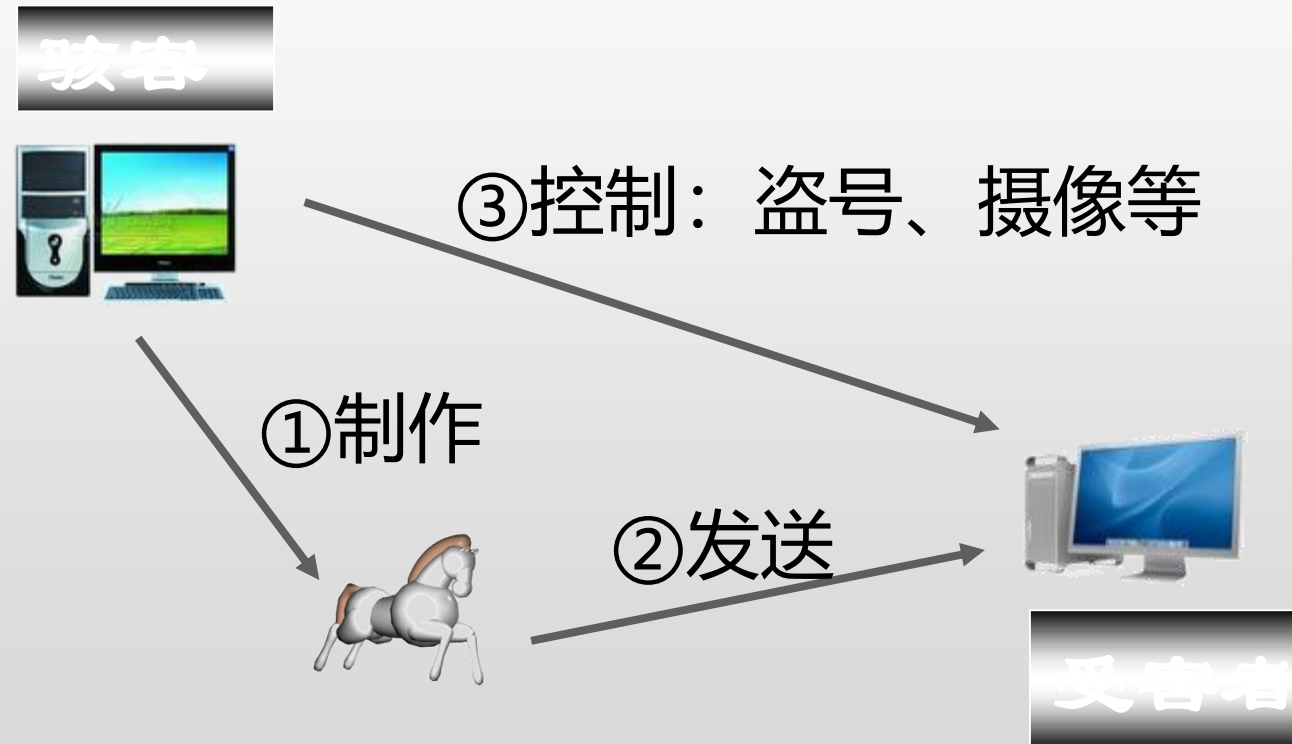 骇客
③控制：盗号、摄像等
①制作
②发送
受害者